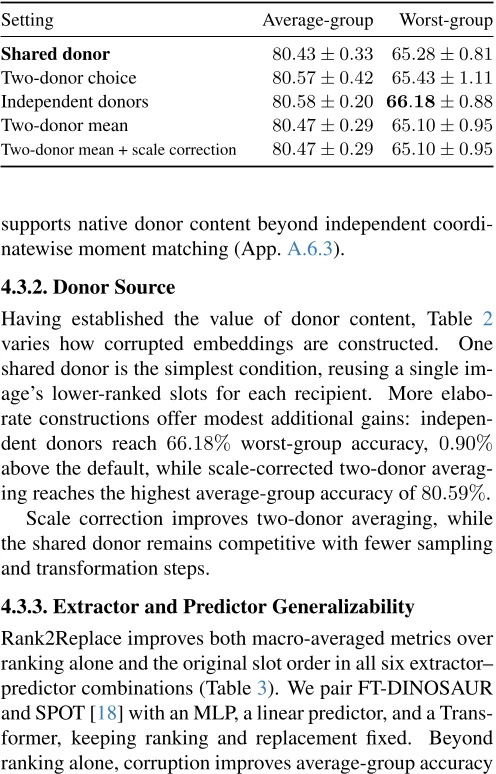 Setting Average-group Worst-group
Shared donor 80.43 ± 0.33 65.28 ± 0.81
Two-donor choice 80.57 ± 0.42 65.43 ± 1.11
Independent donors 80.58 ± 0.20 66.18 ± 0.88
Two-donor mean 80.47 ± 0.29 65.10 ± 0.95
Two-donor mean + scale correction 80.47 ± 0.29 65.10 ± 0.95
supports native donor content beyond independent coordi-
natewise moment matching (App. A.6.3).
4.3.2. Donor Source
Having established the value of donor content, Table 2
varies how corrupted embeddings are constructed. One
shared donor is the simplest condition, reusing a single im-
age's lower-ranked slots for each recipient. More elabo-
rate constructions offer modest additional gains: indepen-
dent donors reach 66.18% worst-group accuracy, 0.90%
above the default, while scale-corrected two-donor averag-
ing reaches the highest average-group accuracy of 80.59%.
Scale correction improves two-donor averaging, while
the shared donor remains competitive with fewer sampling
and transformation steps.
4.3.3. Extractor and Predictor Generalizability
Rank2Replace improves both macro-averaged metrics over
ranking alone and the original slot order in all six extractor–
predictor combinations (Table 3). We pair FT-DINOSAUR
and SPOT [18] with an MLP, a linear predictor, and a Trans-
former, keeping ranking and replacement fixed. Beyond
ranking alone, corruption improves average-group accuracy